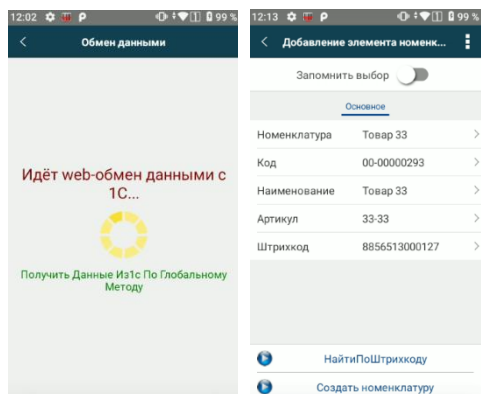 12:02 99 %
Обмен данными
Идёт web-обмен данными с
1С...
Получить Данные Из1с По Глобальному
Методу
12:13 99 %
Добавление элемента номенк...
Запомнить выбор
Основное
Номенклатура Товар 33
Код 00-00000293
Наименование Товар 33
Артикул 33-33
Штрихкод 8856513000127
НайтиПоШтрихкоду
Создать номенклатуру